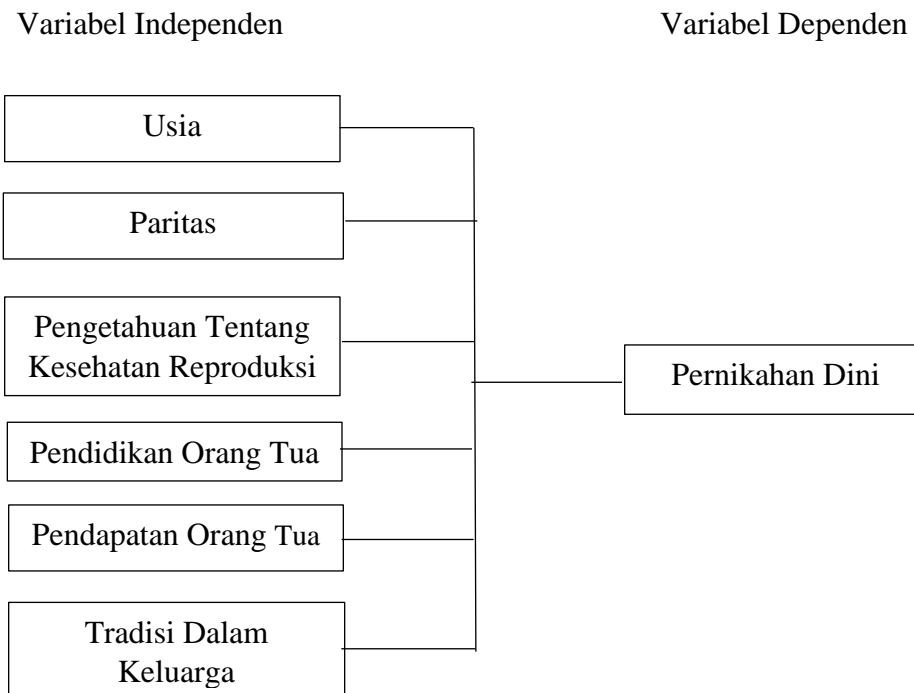 Variabel Independen
Variabel Dependen
Usia
Paritas
Pengetahuan Tentang
Kesehatan Reproduksi
Pernikahan Dini
Pendidikan Orang Tua
Pendapatan Orang Tua
Tradisi Dalam
Keluarga